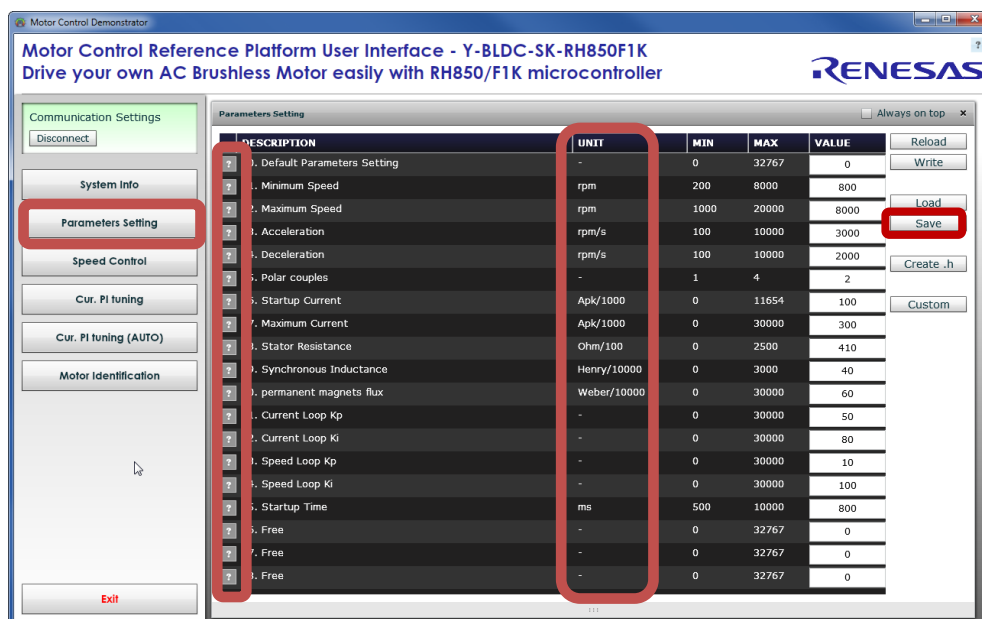 Motor Control Demonstrator
Motor Control Reference Platform User Interface - Y-BLDC-SK-RH850F1K
Drive your own AC Brushless Motor easily with RH850/F1K microcontroller
?
RENESAS
Communication Settings
Disconnect
System Info
Parameters Setting
Speed Control
Cur. PI tuning
Cur. PI tuning (AUTO)
Motor Identification
Exit
Parameters Setting
Always on top ×
DESCRIPTION UNIT MIN MAX VALUE
? Default Parameters Setting - 0 32767 0
? Minimum Speed rpm 200 8000 800
? Maximum Speed rpm 1000 20000 8000
? Acceleration rpm/s 100 10000 3000
? Deceleration rpm/s 100 10000 2000
? Polar couples - 1 4 2
? Startup Current Apk/1000 0 11654 100
? Maximum Current Apk/1000 0 30000 300
? Stator Resistance Ohm/100 0 2500 410
? Synchronous Inductance Henry/10000 0 3000 40
? permanent magnets flux Weber/10000 0 30000 60
? Current Loop Kp - 0 30000 50
? Current Loop Ki - 0 30000 80
? Speed Loop Kp - 0 30000 10
? Speed Loop Ki - 0 30000 100
? Startup Time ms 500 10000 800
? Free - 0 32767 0
? Free - 0 32767 0
? Free - 0 32767 0
Reload
Write
Load
Save
Create .h
Custom